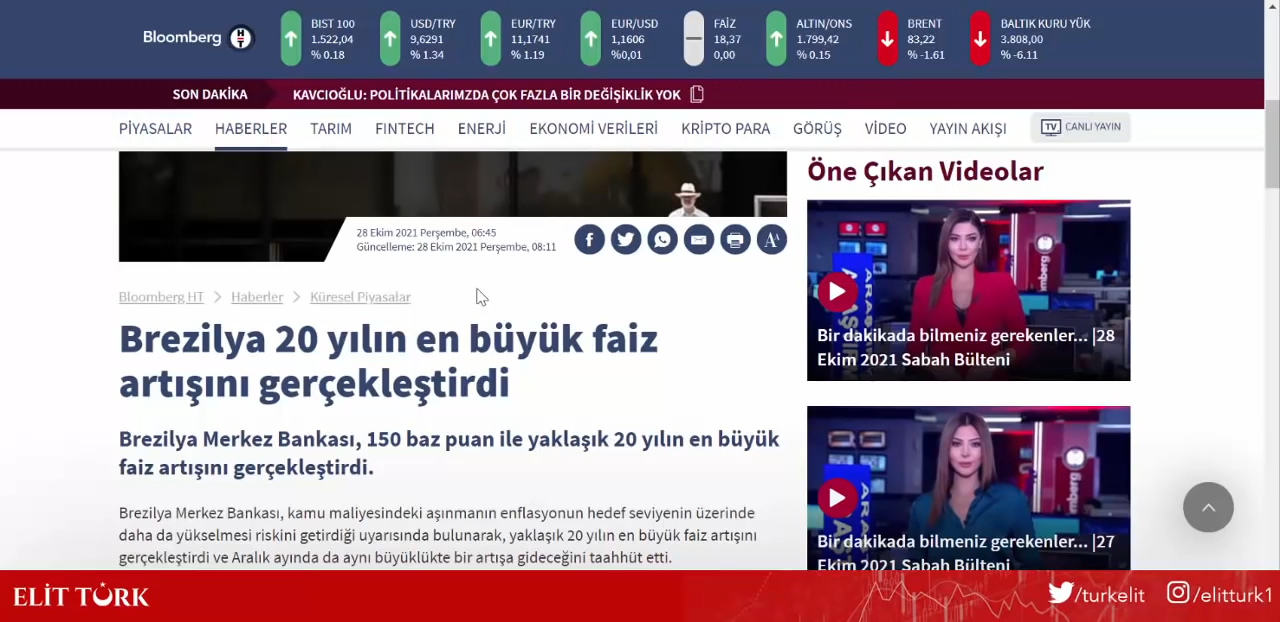 Bloomberg HT
BIST 100
1.522,04
% 0.18
USD/TRY
9,6291
% 1.34
EUR/TRY
11,1741
% 1.19
EUR/USD
1,1606
%0,01
FAİZ
18,37
0,00
ALTIN/ONS
1.799,42
% 0.15
BRENT
83,22
% -1.61
BALTIK KURU YÜK
3.808,00
% -6.11
SON DAKİKA
KAVCIOĞLU: POLİTİKALARIMZDA ÇOK FAZLA BİR DEĞİŞİKLİK YOK
PİYASALAR HABERLER TARIM FINTECH ENERJİ EKONOMİ VERİLERİ KRİPTO PARA GÖRÜŞ VİDEO YAYIN AKIŞI TV CANLI YAYIN
28 Ekim 2021 Perşembe, 06:45
Güncelleme: 28 Ekim 2021 Perşembe, 08:11
Bloomberg HT > Haberler > Küresel Piyasalar
Brezilya 20 yılın en büyük faiz
artışını gerçekleştirdi
Brezilya Merkez Bankası, 150 baz puan ile yaklaşık 20 yılın en büyük
faiz artışını gerçekleştirdi.
Brezilya Merkez Bankası, kamu maliyesindeki aşınmanın enflasyonun hedef seviyenin üzerinde
daha da yükselmesi riskini getirdiği uyarısında bulunarak, yaklaşık 20 yılın en büyük faiz artışını
gerçekleştirdi ve Aralık ayında da aynı büyüklükte bir artışa gideceğini taahhüt etti.
Öne Çıkan Videolar
Bir dakikada bilmeniz gerekenler... |28
Ekim 2021 Sabah Bülteni
Bir dakikada bilmeniz gerekenler... |27
Ekim 2021 Sabah Bülteni
ELİT TÜRK
/turkelit
/elitturk1